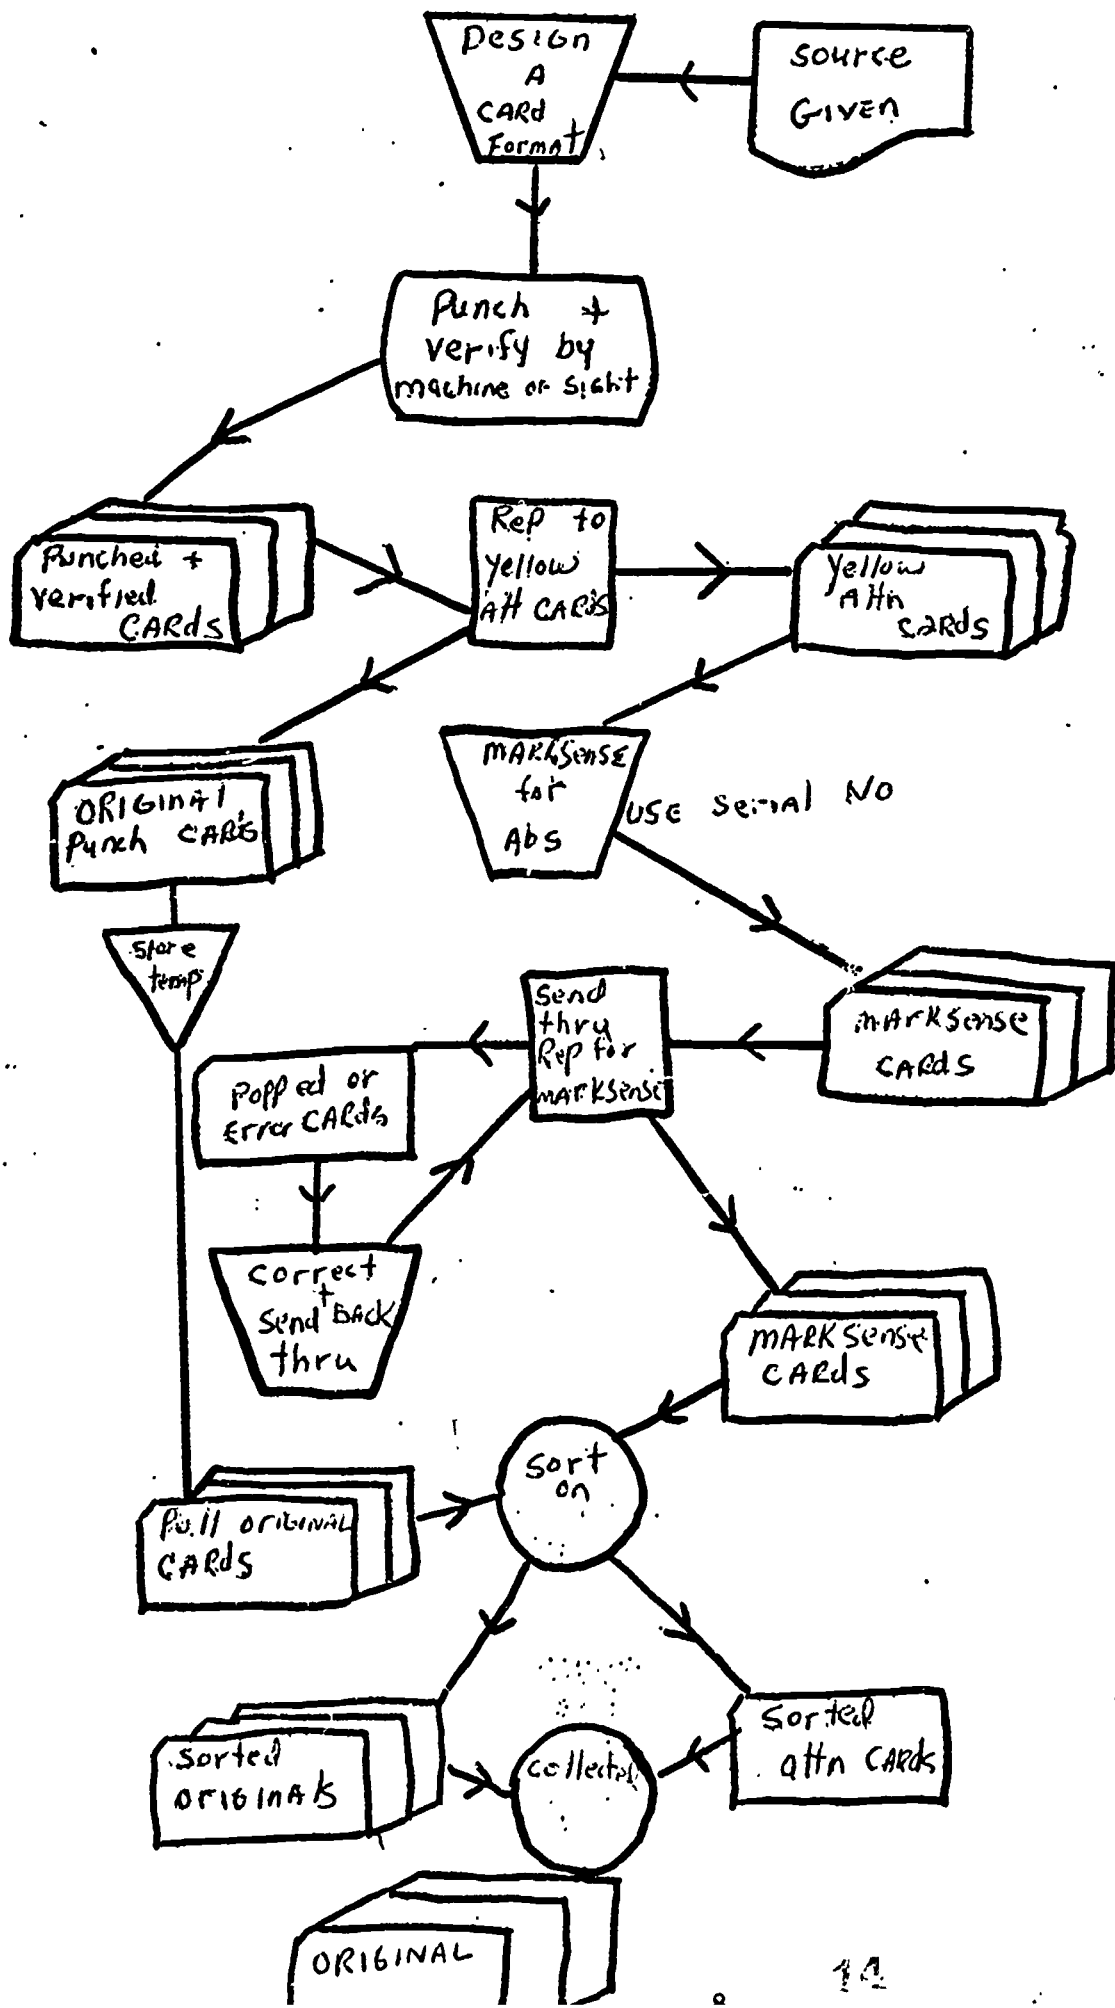 Design
A
CARd
Format
source
GIVEN
Punch +
verify by
machine or sight
Punched +
verified
CARds
Rep to
Yellow
Att CARds
Yellow
Attn
CARds
ORIGINAl
Punch CARds
MARKSense
for
Abs
USE serial NO
store
temp
Send
thru
Rep for
MARKSense
MARKSense
CARDS
Popped or
Error CARds
Correct
+
Send BACK
thru
MARKSense
CARds
Sort
on
Pull ORIGINAL
CARds
Sorted
ORIGINAls
collected
Sorted
attn CARds
ORIGINAL
14